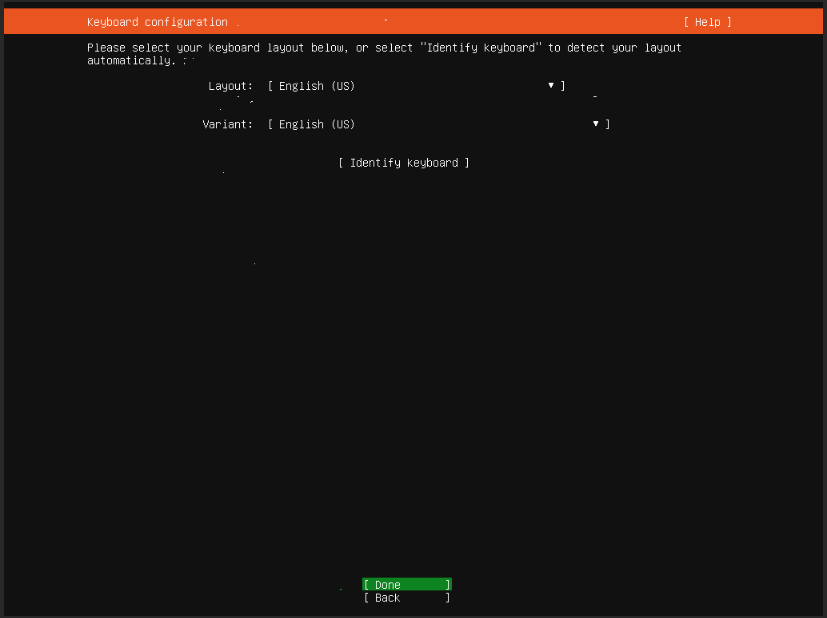 Keyboard configuration [ Help ]
Please select your keyboard layout below, or select "Identify keyboard" to detect your layout
automatically.
Layout: [ English (US) ▼ ]
Variant: [ English (US) ▼ ]
[ Identify keyboard ]
[ Done ]
[ Back ]